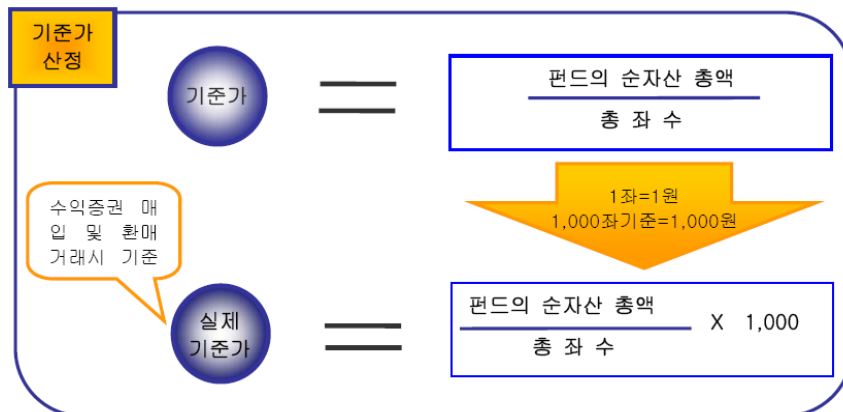 기준가
산정
기준가
펀드의 순자산 총액
총 좌 수
1좌=1원
1,000좌기준=1,000원
수익증권 매
입 및 환매
거래시 기준
실제
기준가
펀드의 순자산 총액
X 1,000
총 좌 수